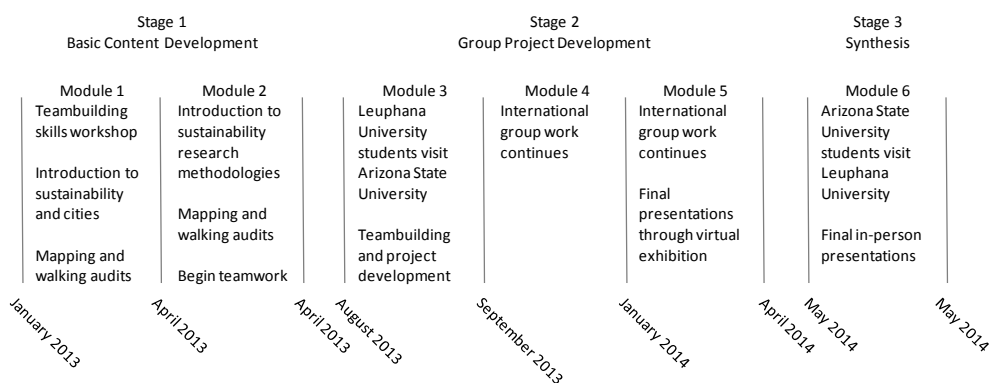 Stage 1
Basic Content Development
Stage 2
Group Project Development
Stage 3
Synthesis
Module 1
Teambuilding
skills workshop
Introduction to
sustainability
and cities
Mapping and
walking audits
Module 2
Introduction to
sustainability
research
methodologies
Mapping and
walking audits
Begin teamwork
Module 3
Leuphana
University
students visit
Arizona State
University
Teambuilding
and project
development
Module 4
International
group work
continues
Module 5
International
group work
continues
Final
presentations
through virtual
exhibition
Module 6
Arizona State
University
students visit
Leuphana
University
Final in-person
presentations
January 2013
April 2013
April 2013
August 2013
September 2013
January 2014
April 2014
May 2014
May 2014